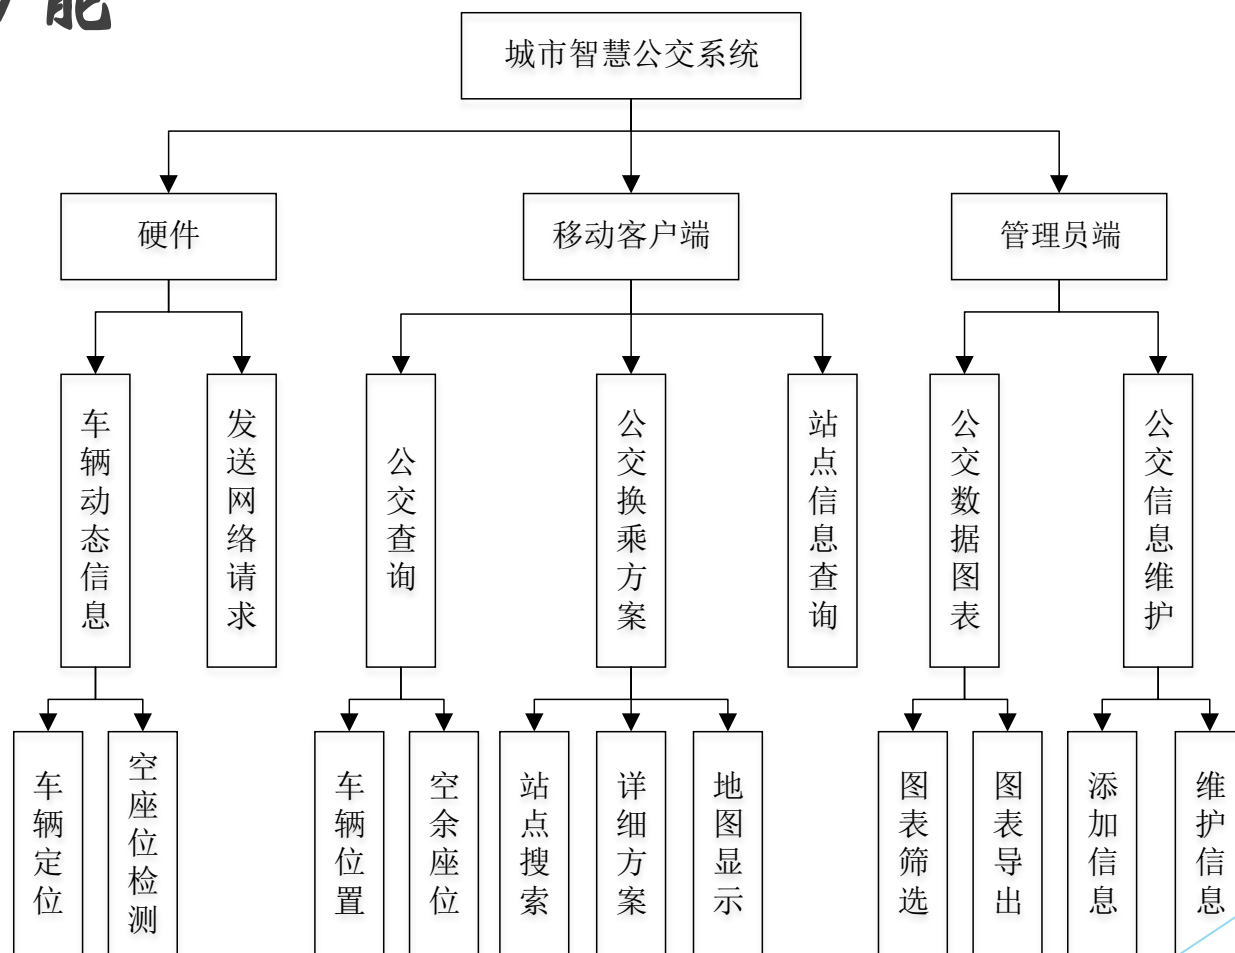 能
城市智慧公交系统
硬件
移动客户端
管理员端
车辆动态信息
发送网络请求
公交查询
公交换乘方案
站点信息查询
公交数据图表
公交信息维护
车辆定位
空座位检测
车辆位置
空余座位
站点搜索
详细方案
地图显示
图表筛选
图表导出
添加信息
维护信息